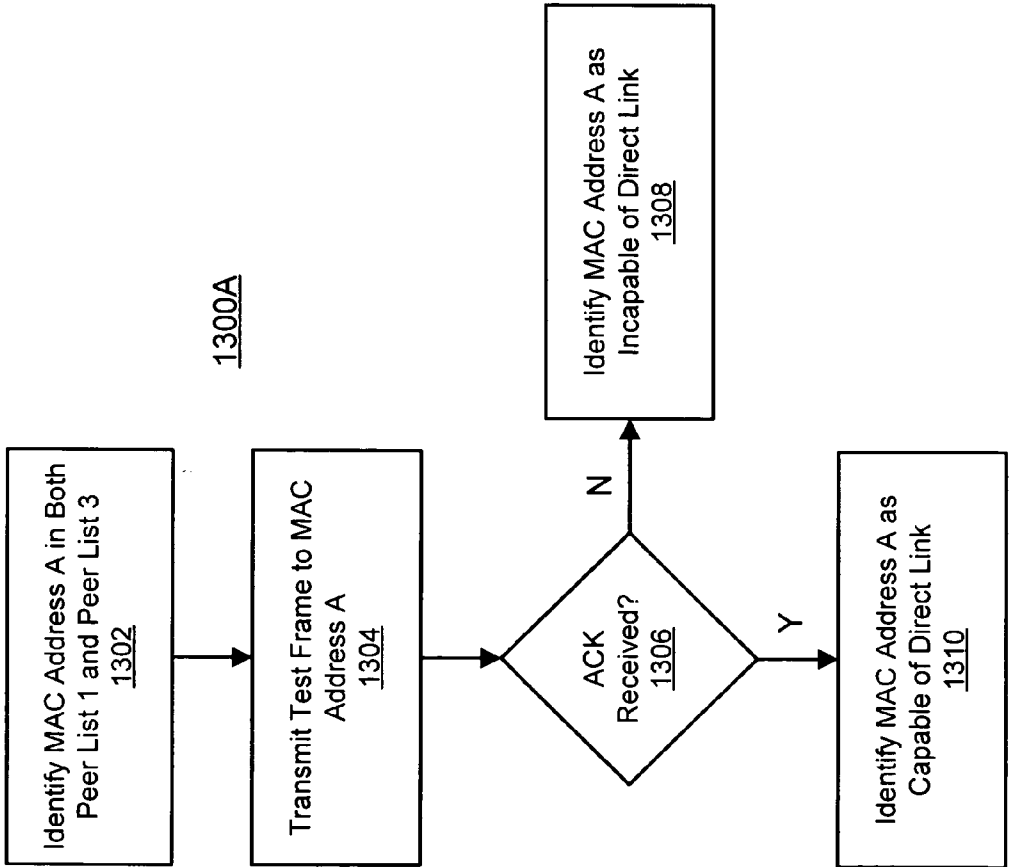 Identify MAC Address A in Both
Peer List 1 and Peer List 3
1302
1300A
Transmit Test Frame to MAC
Address A
1304
ACK
Received?
1306
N
Identify MAC Address A as
Incapable of Direct Link
1308
Y
Identify MAC Address A as
Capable of Direct Link
1310